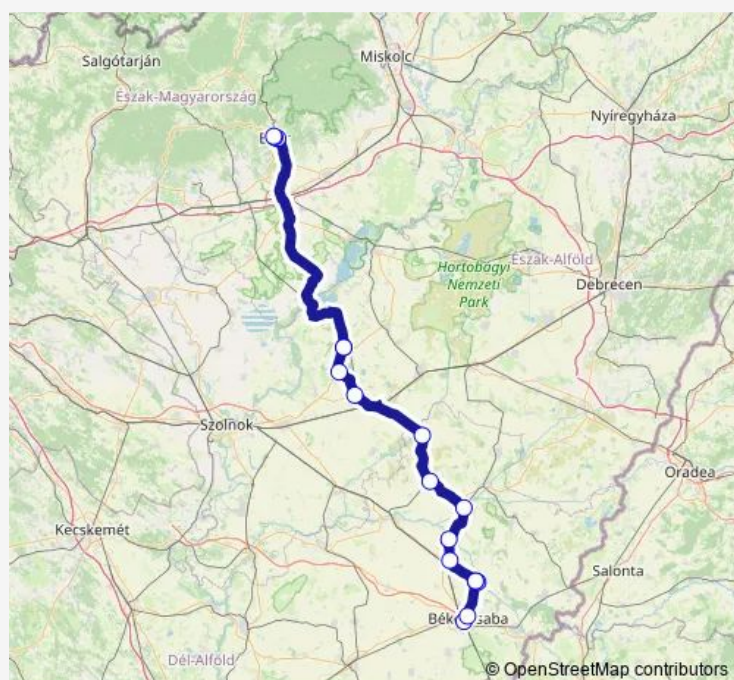 Miskolc
Salgótarján
Észak-Magyarország
Nyíregyháza
Észak-Alföld
Hortobágyi
Nemzeti
Park
Debrecen
Szolnok
Oradea
Kecskemét
Salonta
Dél-Alföld
© OpenStreetMap contributors